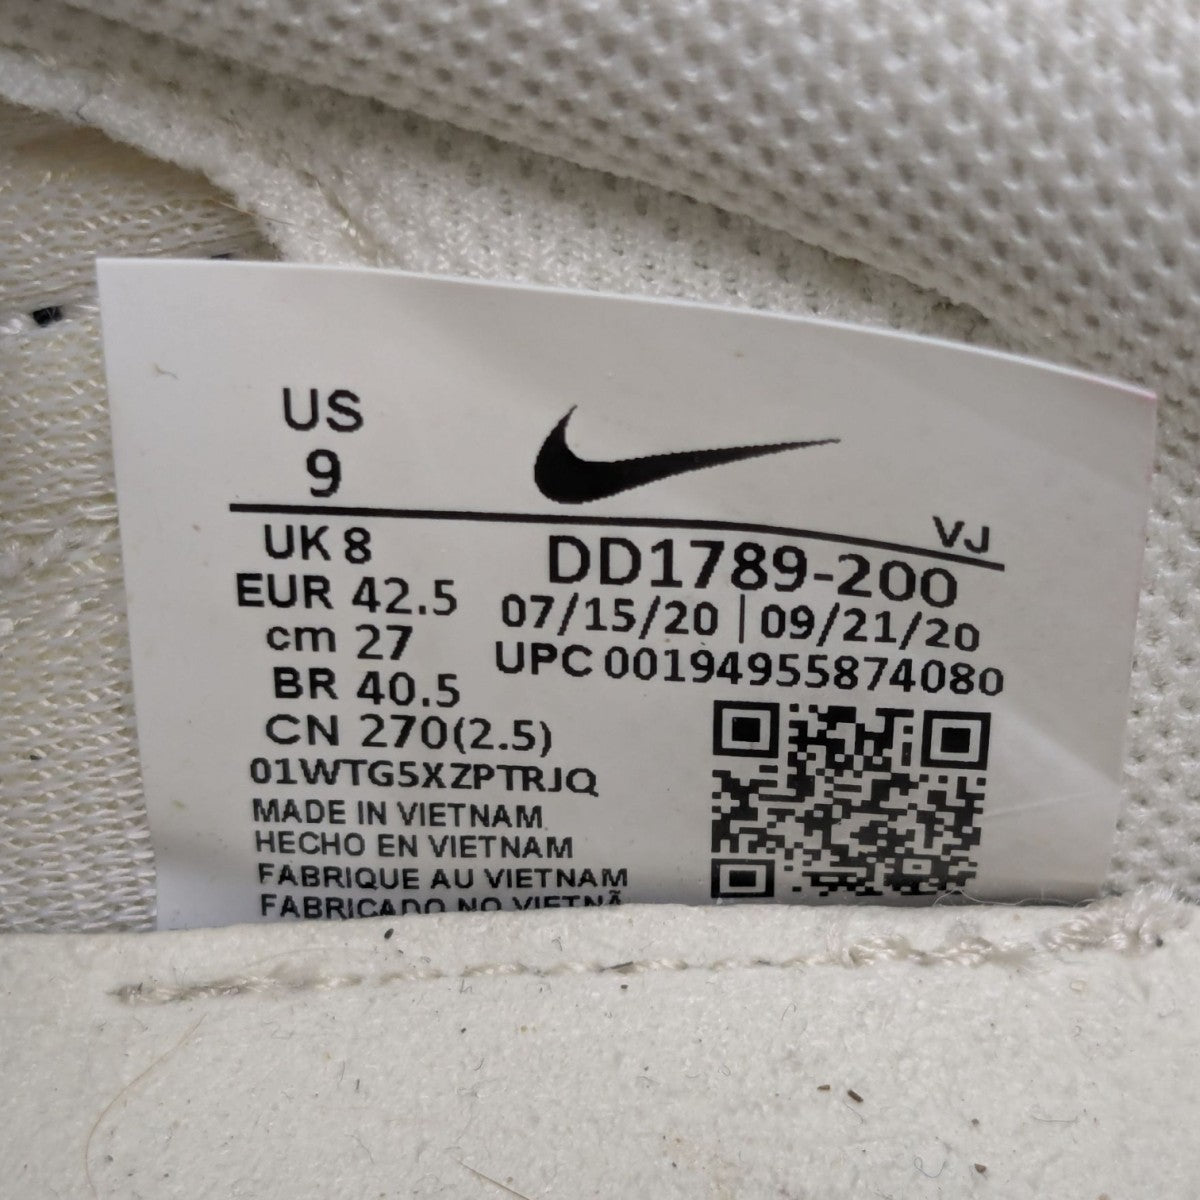 US
9
VJ
UK 8
EUR 42.5
cm 27
BR 40.5
CN 270(2.5)
01WTG5XZPTRJQ
MADE IN VIETNAM
HECHO EN VIETNAM
FABRIQUE AU VIETNAM
FABRICADO NO VIETNÃ
DD1789-200
07/15/20 | 09/21/20
UPC 00194955874080